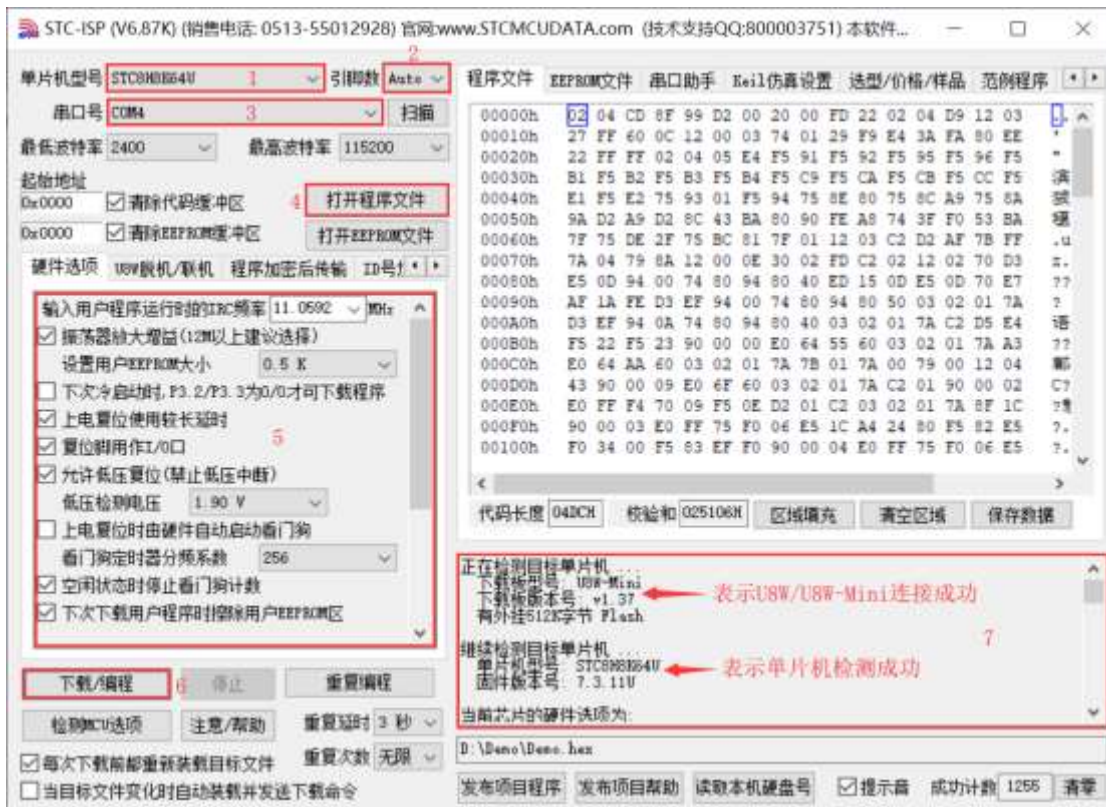 STC-ISP (V6.87K) (销售电话: 0513-55012928) 官网:www.STCMCUDATA.com (技术支持QQ:800003751) 本软件...
2
单片机型号 STC8H8K64U 1 引脚数 Auto
串口号 COM4 3 扫描
最低波特率 2400 最高波特率 115200
起始地址
0x0000 清除代码缓冲区 4 打开程序文件
0x0000 清除EEPROM缓冲区 打开EEPROM文件
硬件选项 U8W脱机/联机 程序加密后传输 ID号
输入用户程序运行时的IRC频率 11.0592 MHz
振荡器放大增益(12M以上建议选择)
设置用户EEPROM大小 0.5 K
下次冷启动时, P3.2/P3.3为0/0才可下载程序
上电复位使用较长延时
5
复位脚用作I/O口
允许低压复位(禁止低压中断)
低压检测电压 1.90 V
上电复位时由硬件自动启动看门狗
看门狗定时器分频系数 256
空闲状态时停止看门狗计数
下次下载用户程序时擦除用户EEPROM区
下载/编程 6 停止 重复编程
检测MCU选项 注意/帮助 重复延时 3 秒
重复次数 无限
每次下载前都重新装载目标文件
当目标文件变化时自动装载并发送下载命令
程序文件 EEPROM文件 串口助手 Keil仿真设置 选型/价格/样品 范例程序
00000h 02 04 CD 8F 99 D2 00 20 00 FD 22 02 04 D9 12 03
00010h 27 FF 60 0C 12 00 03 74 01 29 F9 E4 3A FA 80 EE
00020h 22 FF FF 02 04 05 E4 F5 91 F5 92 F5 95 F5 96 F5
00030h B1 F5 B2 F5 B3 F5 B4 F5 C9 F5 CA F5 CB F5 CC F5
00040h E1 F5 E2 75 93 01 F5 94 75 8E 80 75 8C A9 75 8A
00050h 9A D2 A9 D2 8C 43 BA 80 90 FE A8 74 3F F0 53 BA
00060h 7F 75 DE 2F 75 BC 81 7F 01 12 03 C2 D2 AF 7B FF .u
00070h 7A 04 79 8A 12 00 0E 30 02 FD C2 02 12 02 70 D3 z.
00080h E5 0D 94 00 74 80 94 80 40 ED 15 0D E5 0D 70 E7 ??
00090h AF 1A FE D3 EF 94 00 74 80 94 80 50 03 02 01 7A ?
000A0h D3 EF 94 0A 74 80 94 80 40 03 02 01 7A C2 D5 E4 语
000B0h F5 22 F5 23 90 00 00 E0 64 55 60 03 02 01 7A A3 ??
000C0h E0 64 AA 60 03 02 01 7A 7B 01 7A 00 79 00 12 04
000D0h 43 90 00 09 E0 6F 60 03 02 01 7A C2 01 90 00 02 C?
000E0h E0 FF F4 70 09 F5 0E D2 01 C2 03 02 01 7A 8F 1C
000F0h 90 00 03 E0 FF 75 F0 06 E5 1C A4 24 80 F5 82 E5 ?.
00100h F0 34 00 F5 83 EF F0 90 00 04 E0 FF 75 F0 06 E5 ?.
代码长度 04DCH 校验和 025106H 区域填充 清空区域 保存数据
正在检测目标单片机 ...
下载板型号: U8W-Mini
下载板版本号: v1.37
表示U8W/U8W-Mini连接成功
有外挂512K字节 Flash
7
继续检测目标单片机 ...
单片机型号: STC8H8K64U
表示单片机检测成功
固件版本号: 7.3.11U
当前芯片的硬件选项为:
D:\Demo\Demo.hex
发布项目程序 发布项目帮助 读取本机硬盘号 提示音 成功计数 1255 清零